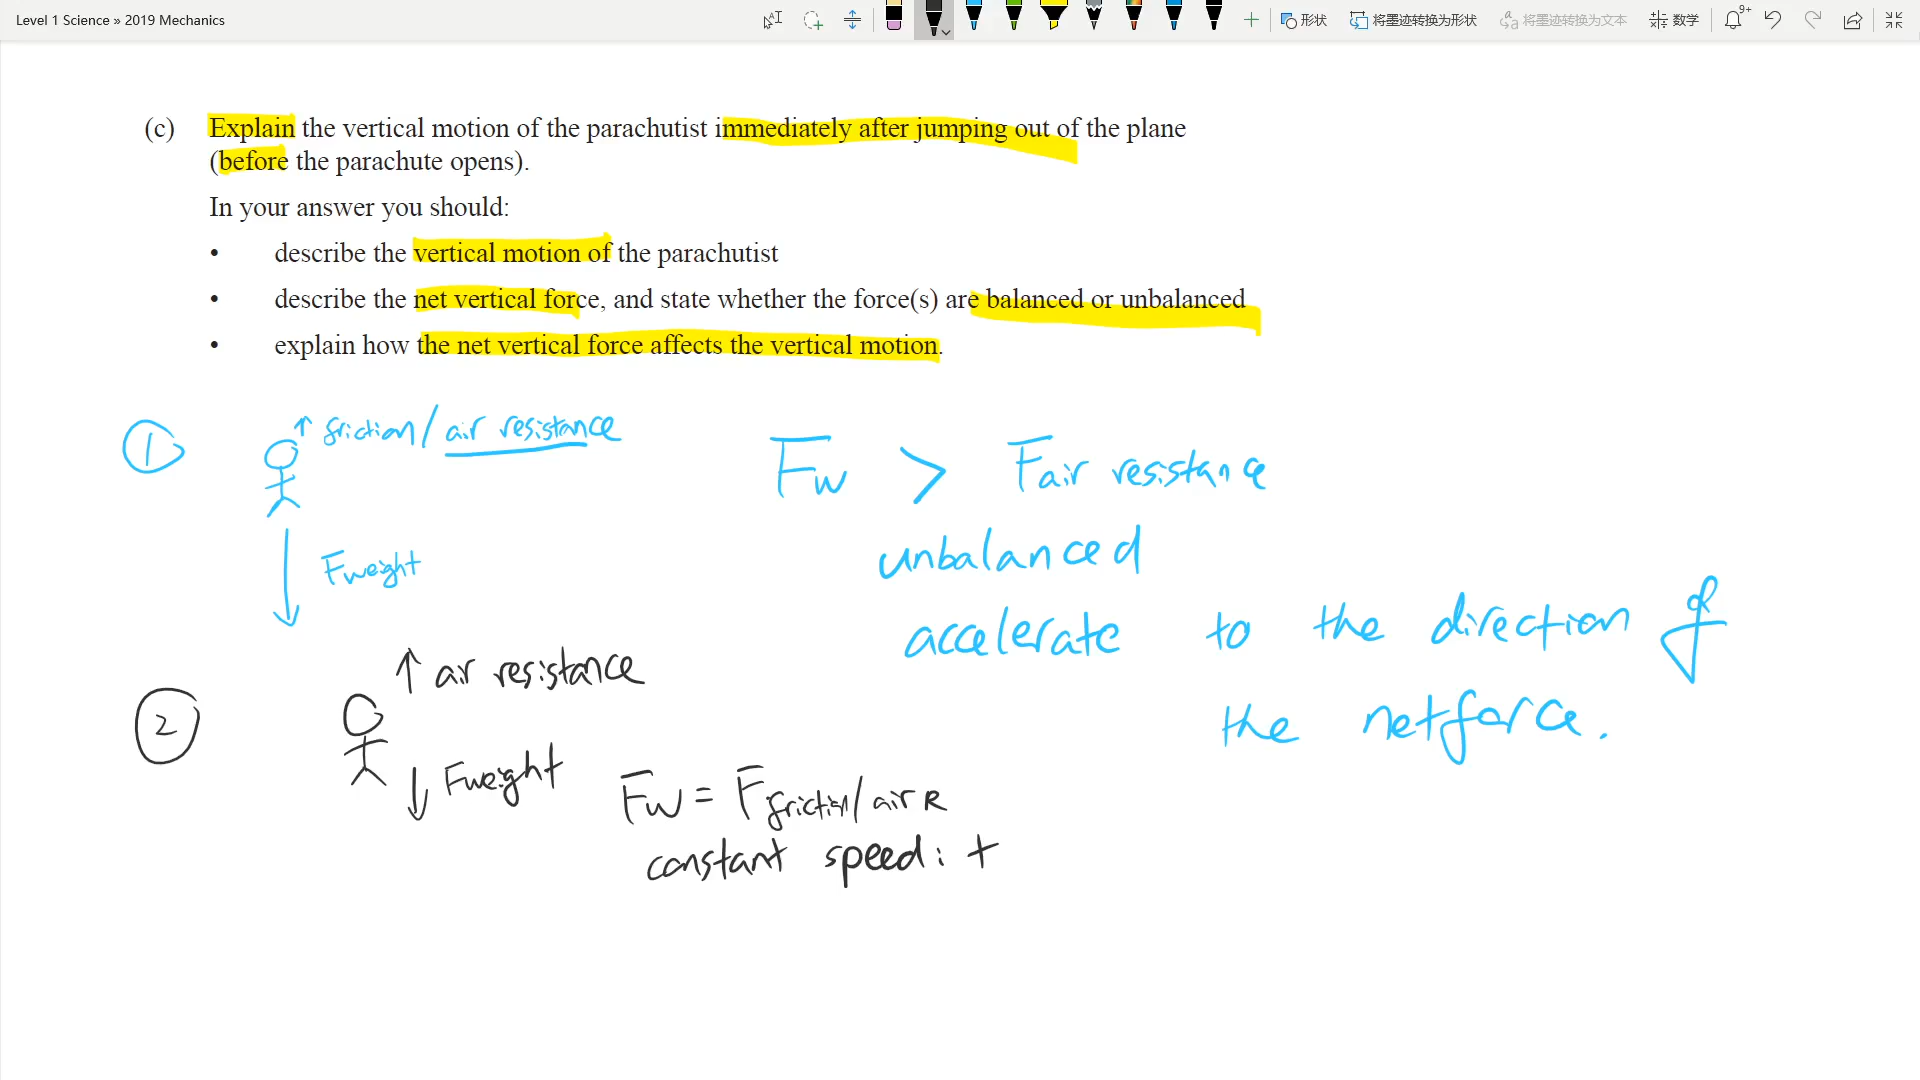 Level 1 Science » 2019 Mechanics
形状
将墨迹转换为形状
将墨迹转换为文本
数学
9+
(c) Explain the vertical motion of the parachutist immediately after jumping out of the plane
(before the parachute opens).
In your answer you should:
• describe the vertical motion of the parachutist
• describe the net vertical force, and state whether the force(s) are balanced or unbalanced
• explain how the net vertical force affects the vertical motion.
1
↑ friction / air resistance
Fweight
Fw > Fair resistance
unbalanced
accelerate to the direction of
the netforce.
2
↑ air resistance
↓ Fweight
Fw = Ffriction/air R
constant speed: t